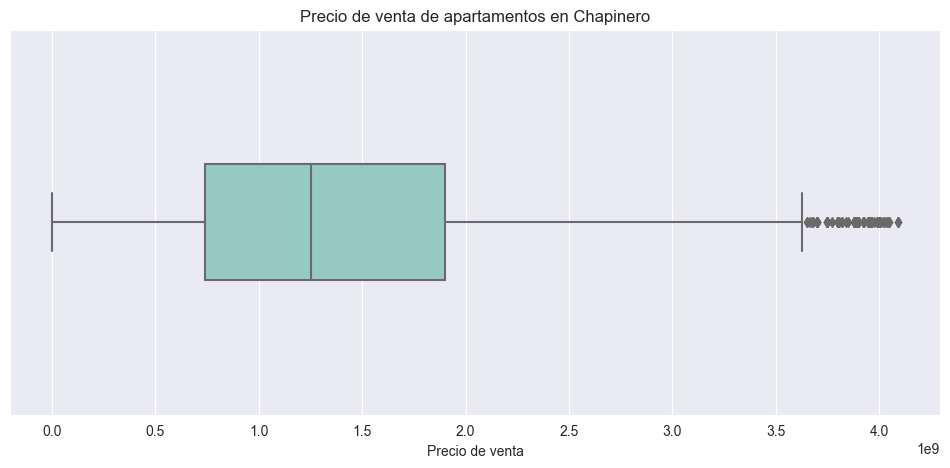 Precio de venta de apartamentos en Chapinero
0.0 0.5 1.0 1.5 2.0 2.5 3.0 3.5 4.0
Precio de venta
1e9